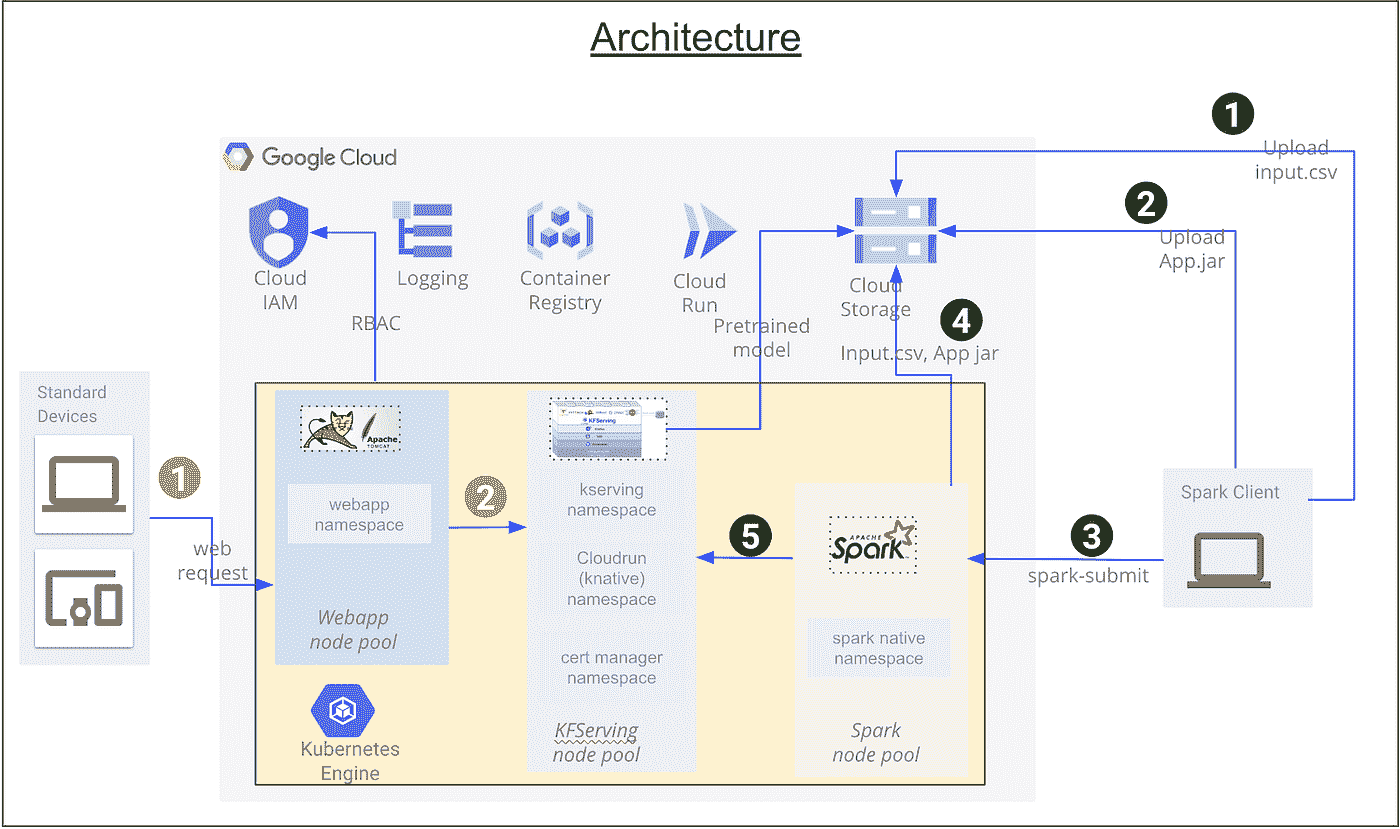 Architecture
1
Upload
input.csv
Google Cloud
2
Upload
App.jar
Cloud
IAM
Logging
Container
Registry
Cloud
Run
Cloud
Storage
4
RBAC
Pretrained
model
Input.csv, App jar
Standard
Devices
1
web
request
APACHE
TOMCAT
webapp
namespace
Webapp
node pool
2
KFServing
kserving
namespace
Cloudrun
(knative)
namespace
cert manager
namespace
KFServing
node pool
5
APACHE
Spark
spark native
namespace
Spark
node pool
3
spark-submit
Spark Client
Kubernetes
Engine